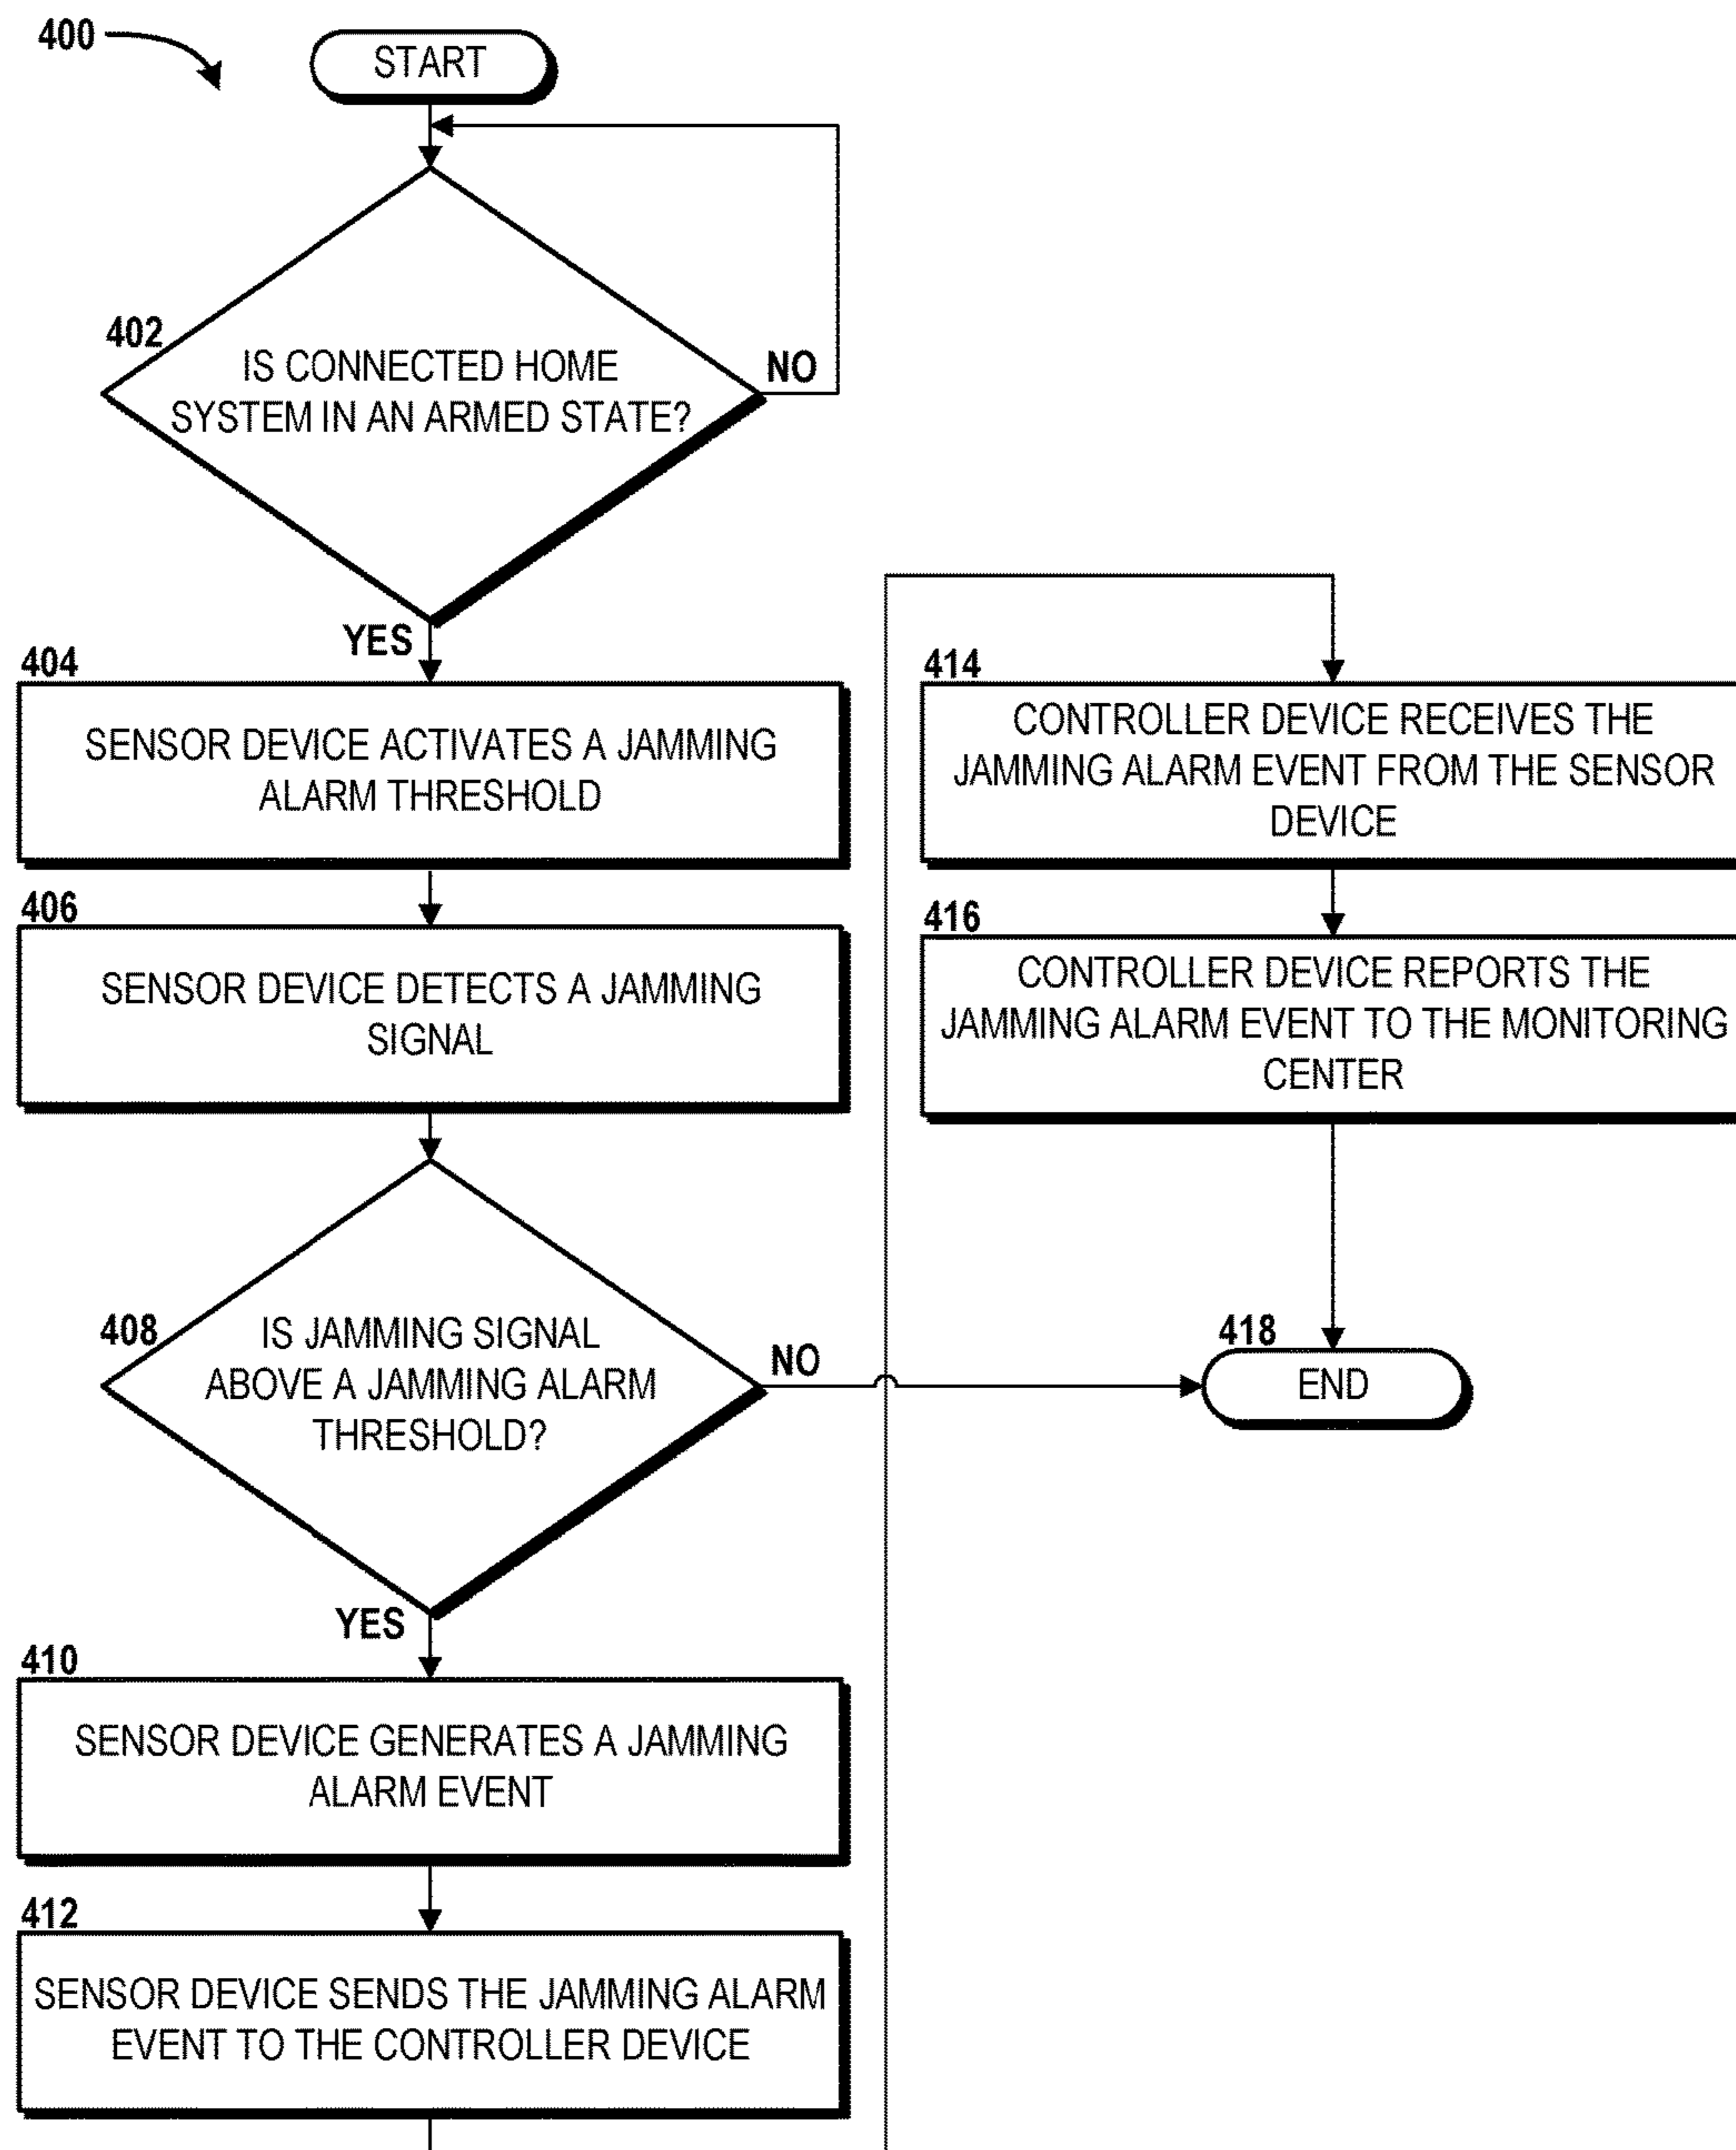 400
START
402
IS CONNECTED HOME
SYSTEM IN AN ARMED STATE?
NO
YES
404
SENSOR DEVICE ACTIVATES A JAMMING
ALARM THRESHOLD
406
SENSOR DEVICE DETECTS A JAMMING
SIGNAL
408
IS JAMMING SIGNAL
ABOVE A JAMMING ALARM
THRESHOLD?
NO
YES
410
SENSOR DEVICE GENERATES A JAMMING
ALARM EVENT
412
SENSOR DEVICE SENDS THE JAMMING ALARM
EVENT TO THE CONTROLLER DEVICE
414
CONTROLLER DEVICE RECEIVES THE
JAMMING ALARM EVENT FROM THE SENSOR
DEVICE
416
CONTROLLER DEVICE REPORTS THE
JAMMING ALARM EVENT TO THE MONITORING
CENTER
418
END